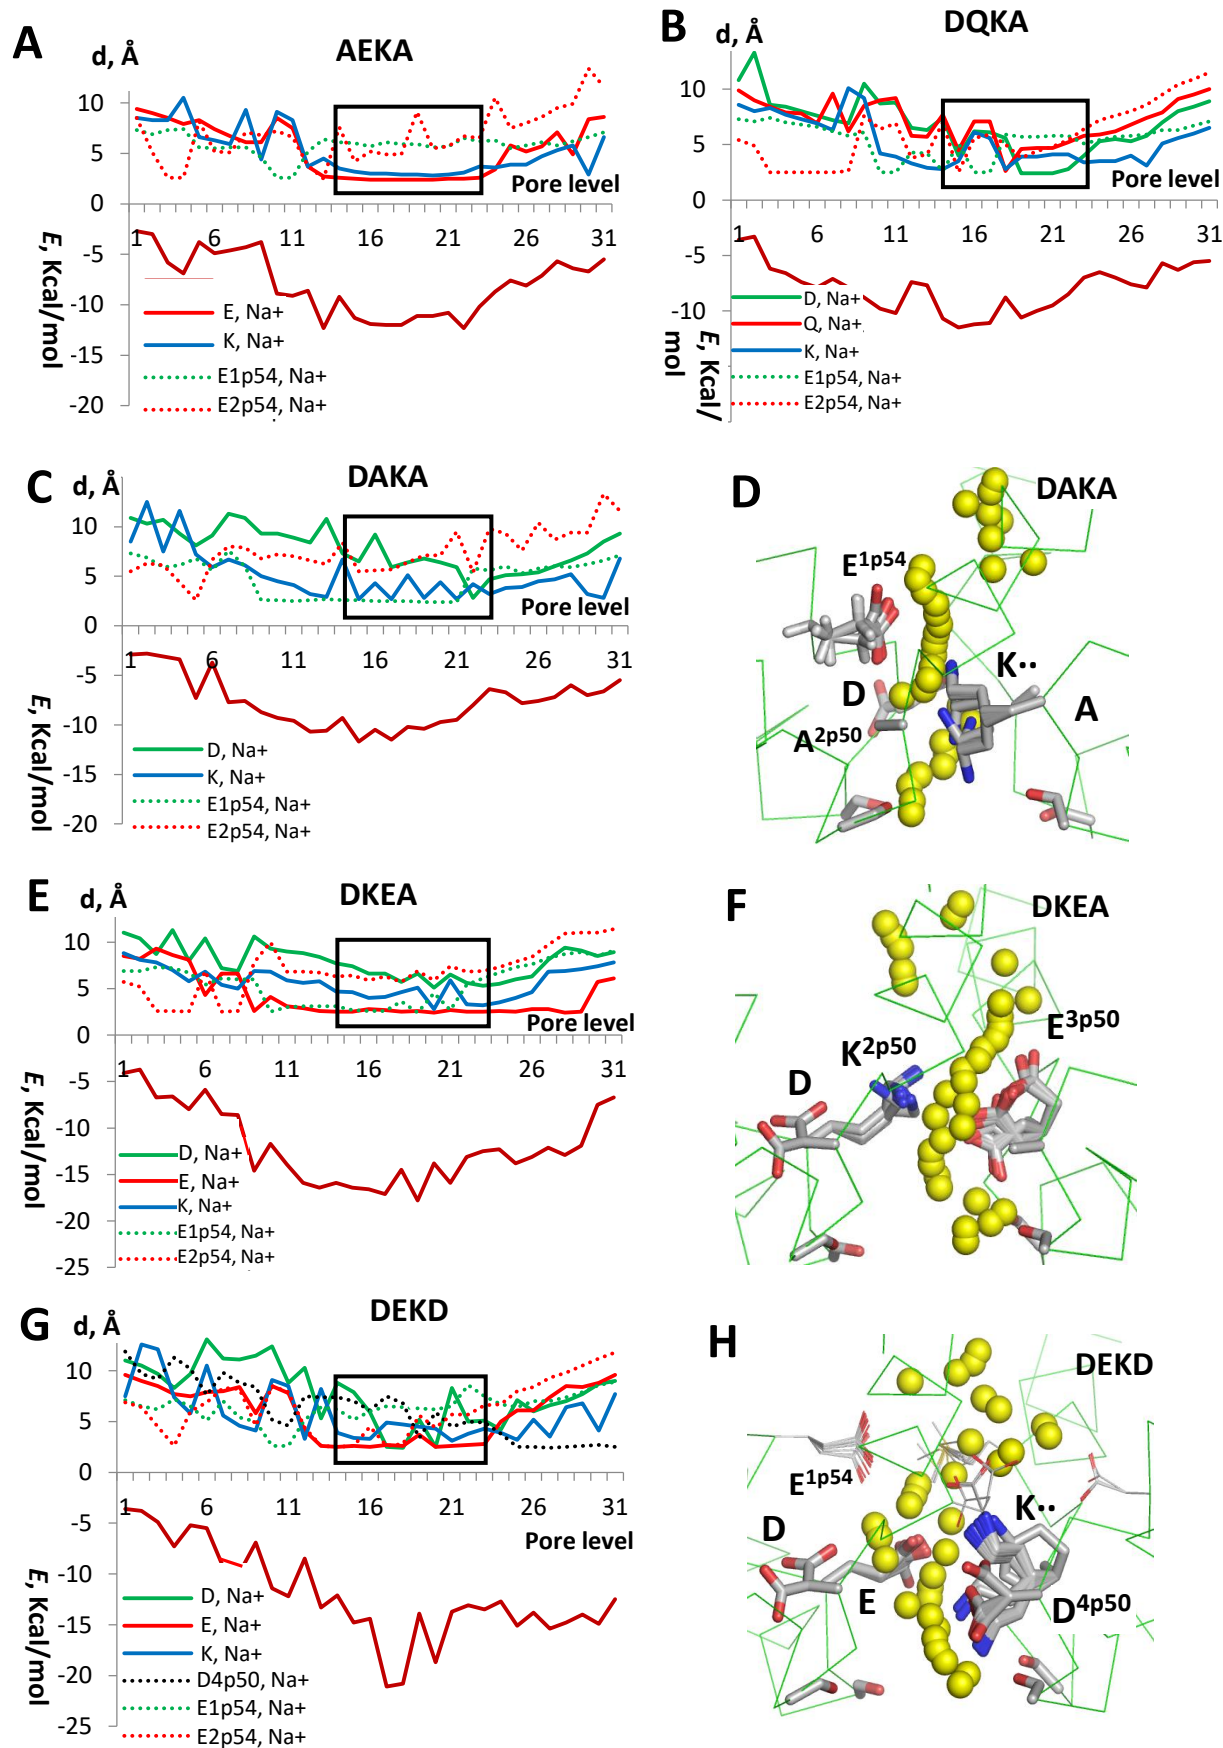 A
d, Å
AEKA
10
5
0
Pore level
1 6 11 16 21 26 31
-5
-10
-15
-20
E, Kcal/mol
E, Na+
K, Na+
E1p54, Na+
E2p54, Na+
B
d, Å
DQKA
10
5
0
Pore level
1 6 11 16 21 26 31
-5
-10
E, Kcal/
mol
D, Na+
Q, Na+
K, Na+
E1p54, Na+
E2p54, Na+
C
d, Å
DAKA
10
5
0
Pore level
1 6 11 16 21 26 31
-5
-10
-15
-20
E, Kcal/mol
D, Na+
K, Na+
E1p54, Na+
E2p54, Na+
D
DAKA
E1p54
K··
D
A
A2p50
E
d, Å
DKEA
10
5
0
Pore level
1 6 11 16 21 26 31
-5
-10
-15
-20
-25
E, Kcal/mol
D, Na+
E, Na+
K, Na+
E1p54, Na+
E2p54, Na+
F
DKEA
E3p50
K2p50
D
G
d, Å
DEKD
10
5
0
1 6 11 16 21 26 31
Pore level
-5
-10
-15
-20
-25
E, Kcal/mol
D, Na+
E, Na+
K, Na+
D4p50, Na+
E1p54, Na+
E2p54, Na+
H
DEKD
E1p54
K··
D
E
D4p50